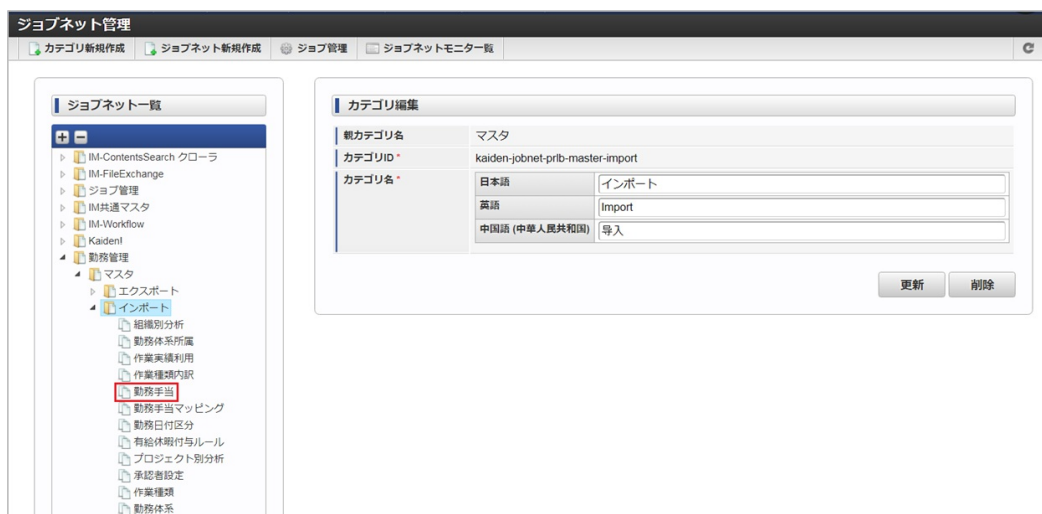 ジョブネット管理
カテゴリ新規作成 ジョブネット新規作成 ジョブ管理 ジョブネットモニター覧
ジョブネット一覧
IM-ContentsSearch クローラ
IM-FileExchange
ジョブ管理
IM共通マスタ
IM-Workflow
Kaiden!
勤務管理
マスタ
エクスポート
インポート
組織別分析
勤務体系所属
作業実績利用
作業種類内訳
勤務手当
勤務手当マッピング
勤務日付区分
有給休暇付与ルール
プロジェクト別分析
承認者設定
作業種類
勤務体系
カテゴリ編集
親カテゴリ名 マスタ
カテゴリID * kaiden-jobnet-prlb-master-import
カテゴリ名 * 日本語 インポート
英語 Import
中国語 (中華人民共和国) 导入
更新 削除